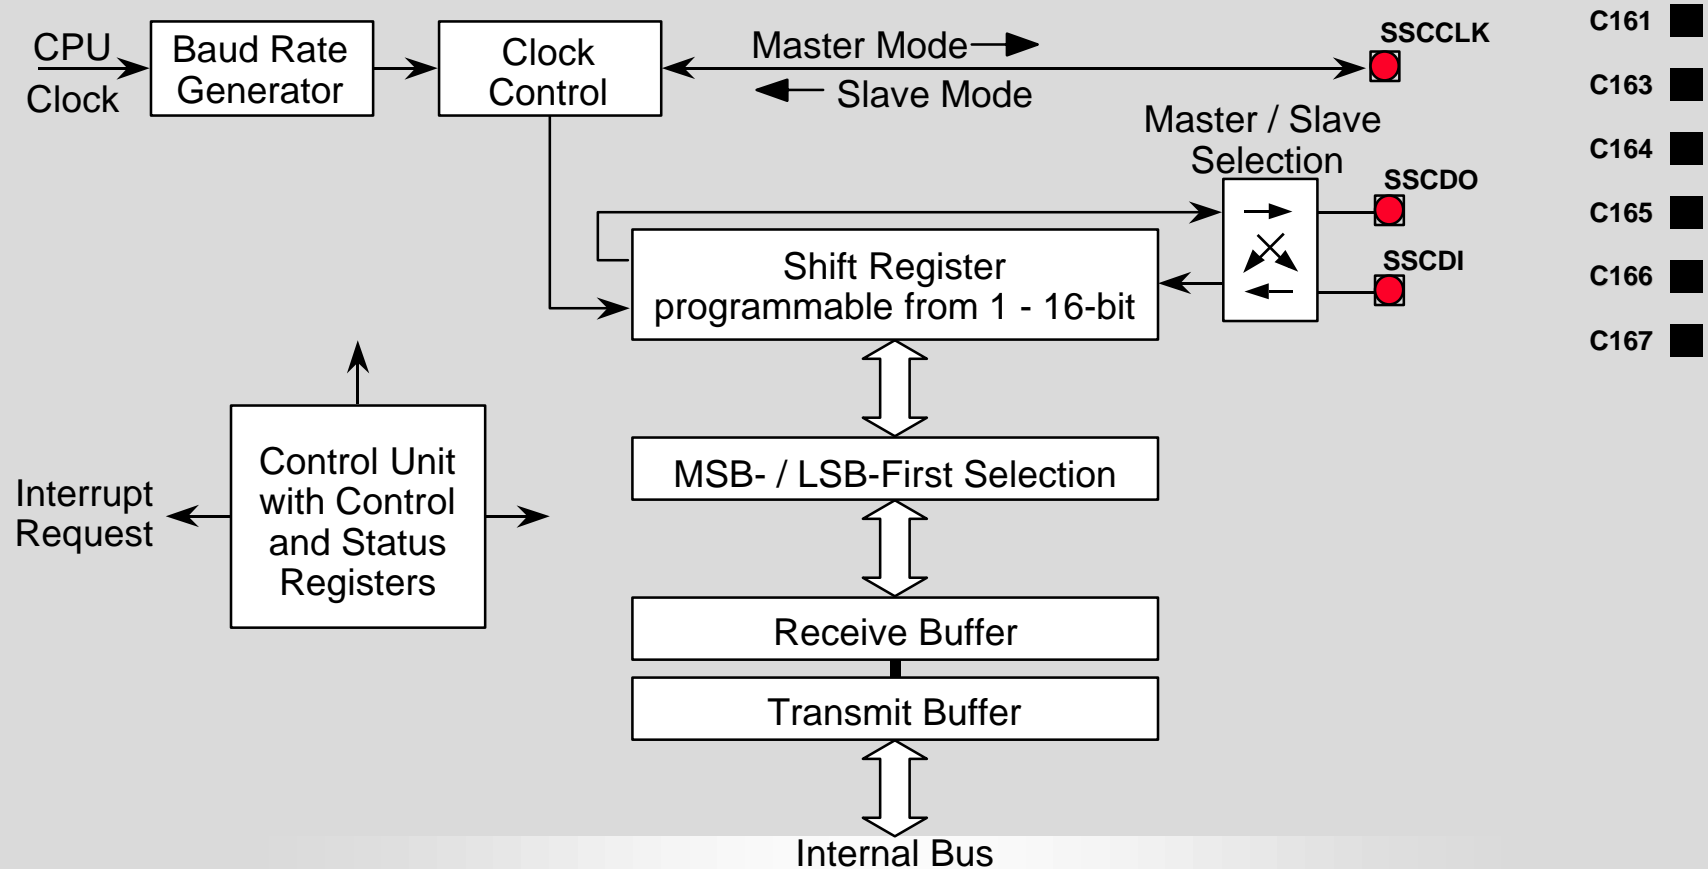 CPU
Clock
Baud Rate
Generator
Clock
Control
Master Mode
Slave Mode
SSCCLK
Master / Slave
Selection
SSCDO
SSCDI
Shift Register
programmable from 1 - 16-bit
MSB- / LSB-First Selection
Control Unit
with Control
and Status
Registers
Interrupt
Request
Receive Buffer
Transmit Buffer
Internal Bus
C161
C163
C164
C165
C166
C167